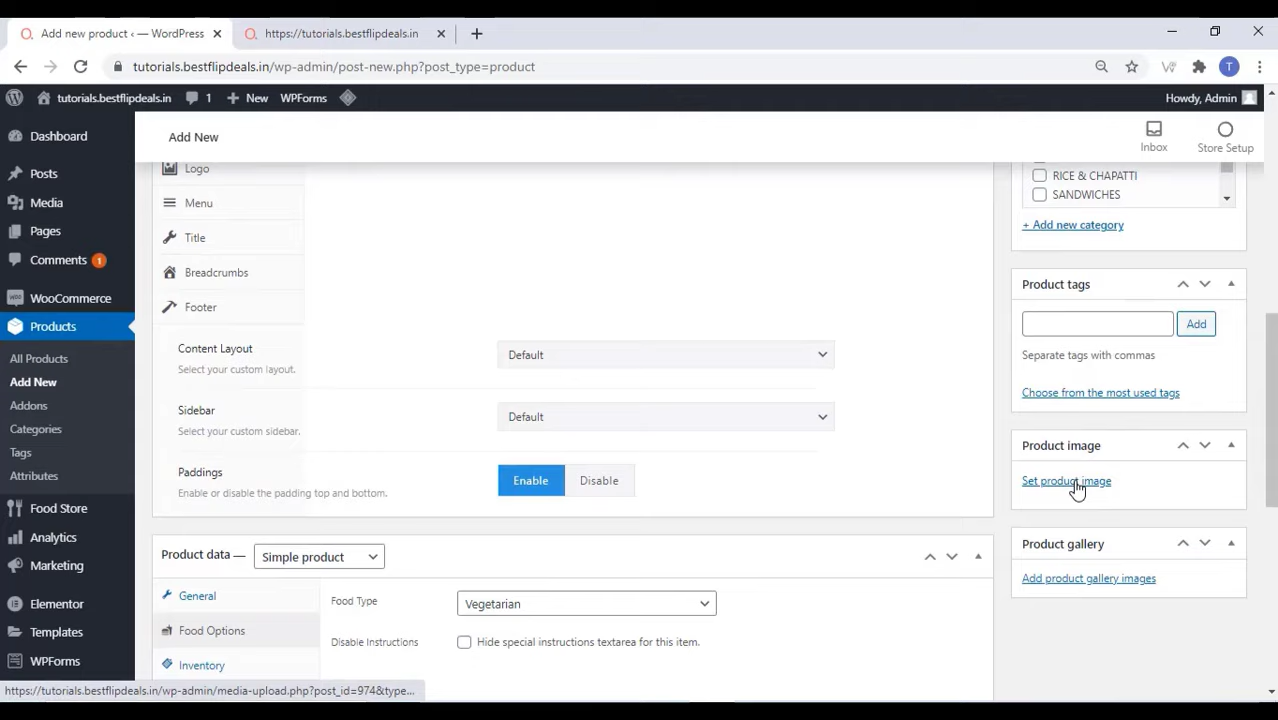 Add new product ‹ — WordPress
https://tutorials.bestflipdeals.in
tutorials.bestflipdeals.in/wp-admin/post-new.php?post_type=product
T
tutorials.bestflipdeals.in
1
New
WPForms
Howdy, Admin
Dashboard
Posts
Media
Pages
Comments 1
WooCommerce
Products
All Products
Add New
Addons
Categories
Tags
Attributes
Food Store
Analytics
Marketing
Elementor
Templates
WPForms
Add New
Inbox
Store Setup
Logo
Menu
Title
Breadcrumbs
Footer
Content Layout
Select your custom layout.
Default
Sidebar
Select your custom sidebar.
Default
Paddings
Enable or disable the padding top and bottom.
Enable
Disable
Product data —
Simple product
General
Food Options
Inventory
Food Type
Vegetarian
Disable Instructions
Hide special instructions textarea for this item.
RICE & CHAPATTI
SANDWICHES
+ Add new category
Product tags
Add
Separate tags with commas
Choose from the most used tags
Product image
Set product image
Product gallery
Add product gallery images
https://tutorials.bestflipdeals.in/wp-admin/media-upload.php?post_id=974&type...